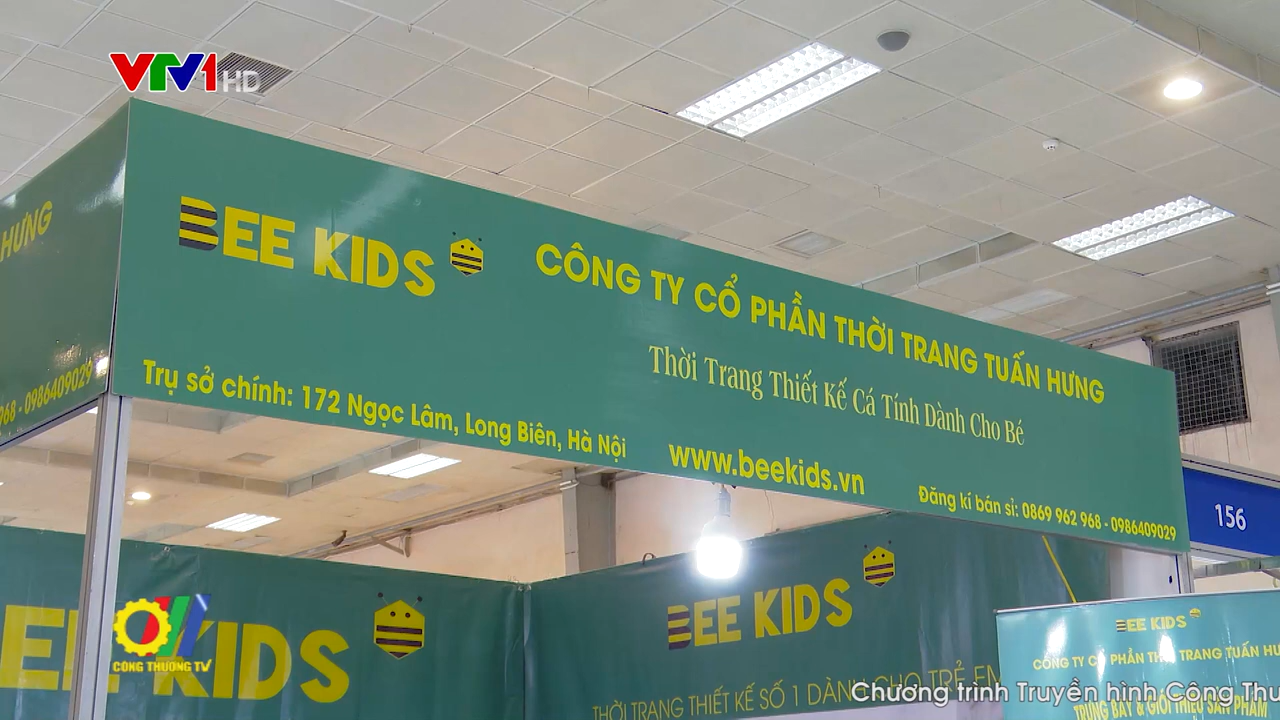 VTV1 HD
HƯNG
BEE KIDS
CÔNG TY CỔ PHẦN THỜI TRANG TUẤN HƯNG
Thời Trang Thiết Kế Cá Tính Dành Cho Bé
968 - 0986409029
Trụ sở chính: 172 Ngọc Lâm, Long Biên, Hà Nội
www.beekids.vn
Đăng kí bán sỉ: 0869 962 968 - 0986409029
156
KIDS
CÔNG THƯƠNG TV
BEE KIDS
THỜI TRANG THIẾT KẾ SỐ 1 DÀNH CHO TRẺ EM
BEE KIDS
CÔNG TY CỔ PHẦN THỜI TRANG TUẤN HƯ
TRƯNG BÀY & GIỚI THIỆU SẢN PHẨM
Chương trình Truyền hình Công Thư